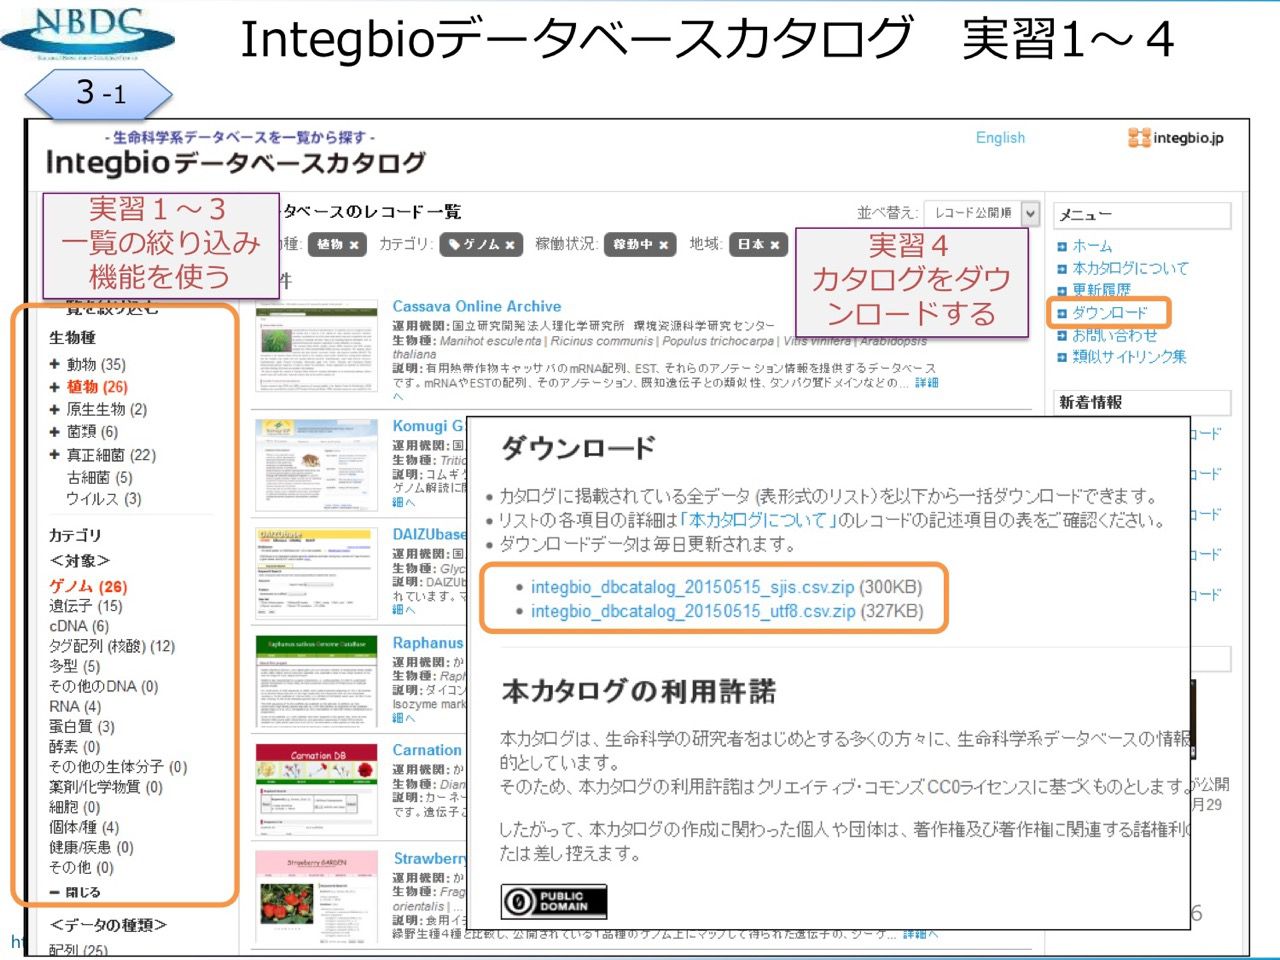 NBDC
Integbioデータベースカタログ 実習1～4
3-1
- 生命科学系データベースを一覧から探す -
Integbioデータベースカタログ
English
integbio.jp
実習１～３
一覧の絞り込み
機能を使う
タベースのレコード一覧
並べ替え: レコード公開順
種: 植物 × カテゴリ: ゲノム × 稼働状況: 稼動中 × 地域: 日本 ×
件
実習４
カタログをダウ
ンロードする
メニュー
ホーム
本カタログについて
更新履歴
ダウンロード
お問い合わせ
類似サイトリンク集
新着情報
一覧を絞り込む
生物種
+ 動物 (35)
+ 植物 (26)
+ 原生生物 (2)
+ 菌類 (6)
+ 真正細菌 (22)
古細菌 (5)
ウイルス (3)
カテゴリ
＜対象＞
ゲノム (26)
遺伝子 (15)
cDNA (6)
タグ配列 (核酸) (12)
多型 (5)
その他のDNA (0)
RNA (4)
蛋白質 (3)
酵素 (0)
その他の生体分子 (0)
薬剤/化学物質 (0)
細胞 (0)
個体/種 (4)
健康/疾患 (0)
その他 (0)
− 閉じる
＜データの種類＞
配列 (25)
Cassava Online Archive
運用機関: 国立研究開発法人理化学研究所 環境資源科学研究センター
生物種: Manihot esculenta | Ricinus communis | Populus trichocarpa | Vitis vinifera | Arabidopsis
thaliana
説明: 有用熱帯作物キャッサバのmRNA配列、EST、それらのアノテーション情報を提供するデータベース
です。mRNAやESTの配列、そのアノテーション、既知遺伝子との類似性、タンパク質ドメインなどの... 詳細
へ
Komugi G
運用機関: 国
生物種: Tritic
説明: コムギ
ゲノム解読に
細へ
DAIZUbase
DAIZUbase
運用機関: 国
生物種: Glyc
説明: DAIZU
れています。
細へ
Raphanus sativus Genome DataBase
Raphanus
運用機関: か
生物種: Raph
説明: ダイコン
Isozyme mark
細へ
Carnation DB
Carnation
運用機関: か
生物種: Dian
説明: カーネー
です。遺伝子と
Strawberry GARDEN
Strawberry
運用機関: か
生物種: Frag
orientalis | ...
説明: 食用イチ
緑野生種4種と比較し、公開されている1品種のゲノム上にマップして得られた遺伝子の、シーケ... 詳細へ
ダウンロード
• カタログに掲載されている全データ (表形式のリスト) を以下から一括ダウンロードできます。
• リストの各項目の詳細は「本カタログについて」のレコードの記述項目の表をご確認ください。
• ダウンロードデータは毎日更新されます。
• integbio_dbcatalog_20150515_sjis.csv.zip (300KB)
• integbio_dbcatalog_20150515_utf8.csv.zip (327KB)
本カタログの利用許諾
本カタログは、生命科学の研究者をはじめとする多くの方々に、生命科学系データベースの情報
的としています。
そのため、本カタログの利用許諾はクリエイティブ・コモンズCC0ライセンスに基づくものとします。
したがって、本カタログの作成に関わった個人や団体は、著作権及び著作権に関連する諸権利
たは差し控えます。
PUBLIC
DOMAIN
コード
コード
コード
コード
コード
が公開
月29
6
ht